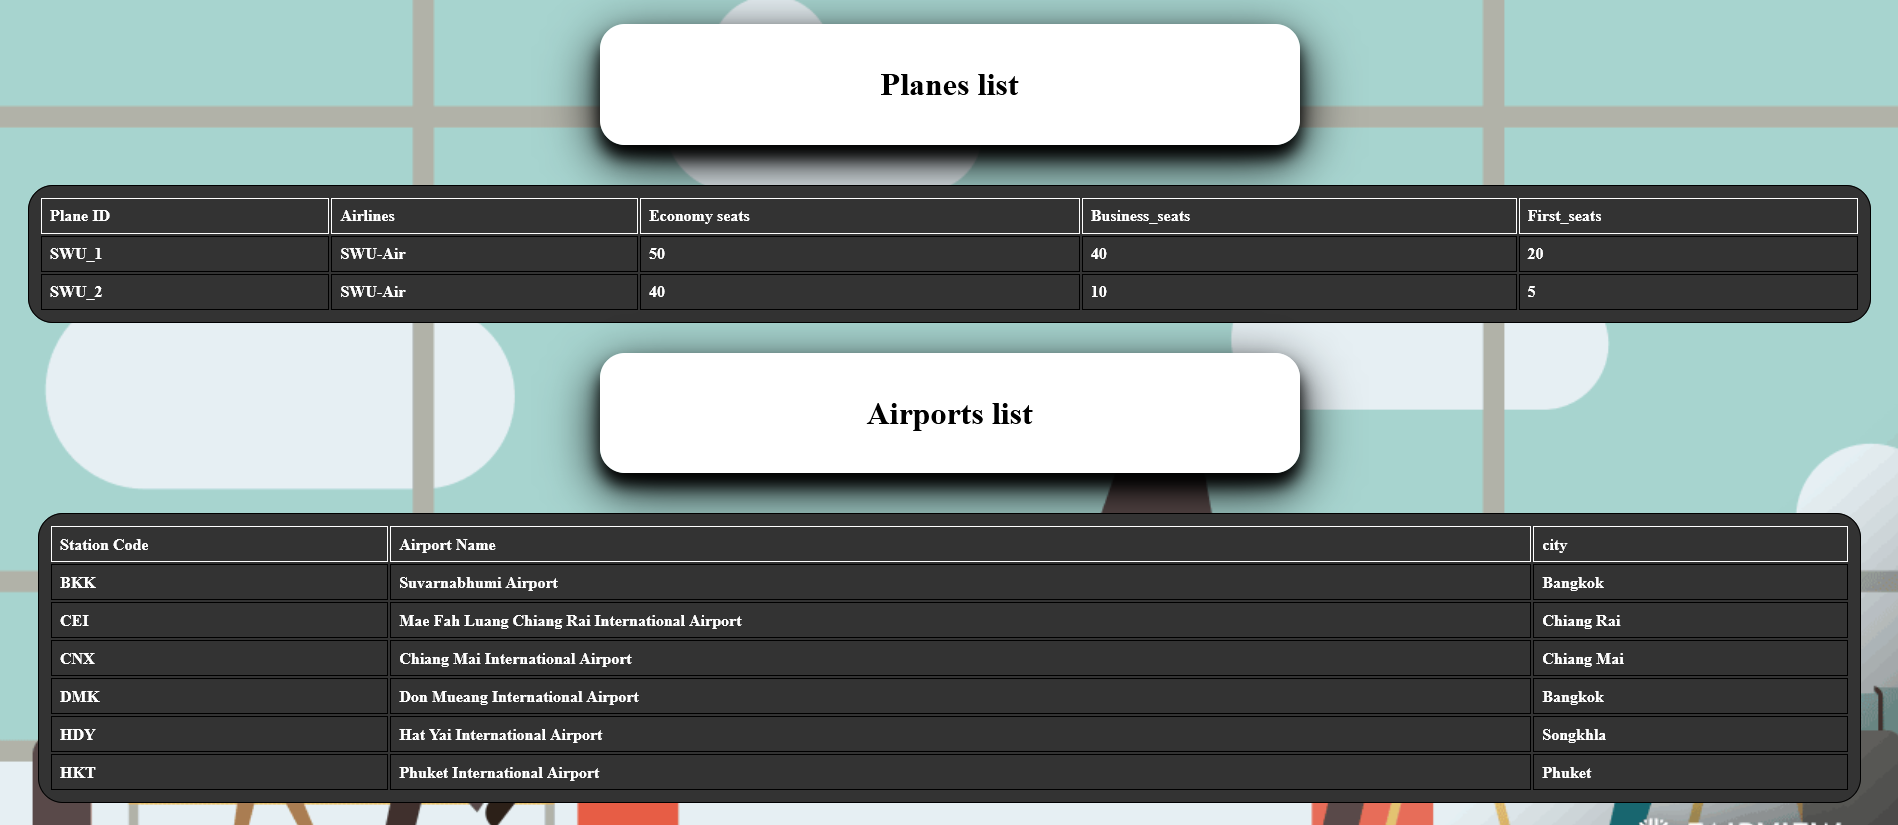 Planes list
Plane ID Airlines Economy seats Business_seats First_seats
SWU_1 SWU-Air 50 40 20
SWU_2 SWU-Air 40 10 5
Airports list
Station Code Airport Name city
BKK Suvarnabhumi Airport Bangkok
CEI Mae Fah Luang Chiang Rai International Airport Chiang Rai
CNX Chiang Mai International Airport Chiang Mai
DMK Don Mueang International Airport Bangkok
HDY Hat Yai International Airport Songkhla
HKT Phuket International Airport Phuket